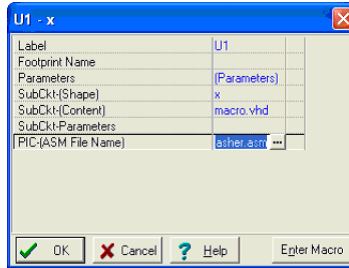 U1 - x
Label U1
Footprint Name
Parameters (Parameters)
SubCkt-(Shape) x
SubCkt-(Content) macro.vhd
SubCkt-Parameters
PIC-(ASM File Name) asher.asm ...
OK Cancel ? Help Enter Macro